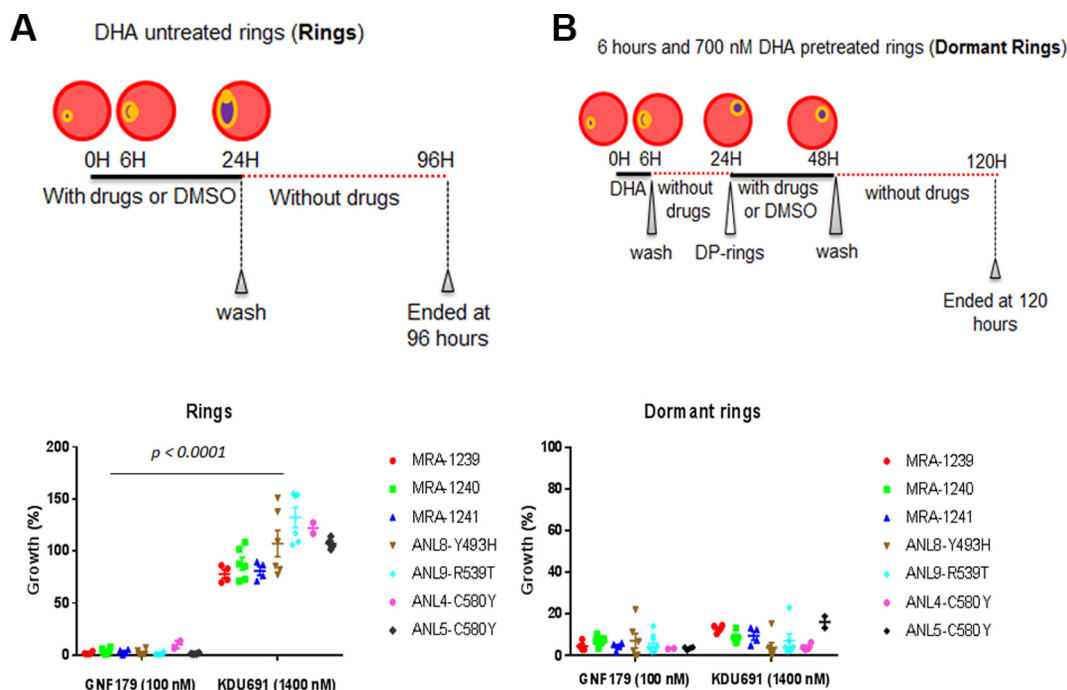 A
DHA untreated rings (Rings)
0H 6H 24H 96H
With drugs or DMSO Without drugs
wash
Ended at
96 hours
B
6 hours and 700 nM DHA pretreated rings (Dormant Rings)
0H 6H 24H 48H 120H
DHA without
drugs
with drugs
or DMSO
without drugs
wash DP-rings wash
Ended at 120
hours
Rings
Growth (%)
200
150
100
50
0
p < 0.0001
GNF179 (100 nM) KDU691 (1400 nM)
MRA-1239
MRA-1240
MRA-1241
ANL8-Y493H
ANL9-R539T
ANL4-C580Y
ANL5-C580Y
Dormant rings
Growth (%)
100
80
60
40
20
0
GNF179 (100 nM) KDU691 (1400 nM)
MRA-1239
MRA-1240
MRA-1241
ANL8-Y493H
ANL9-R539T
ANL4-C580Y
ANL5-C580Y